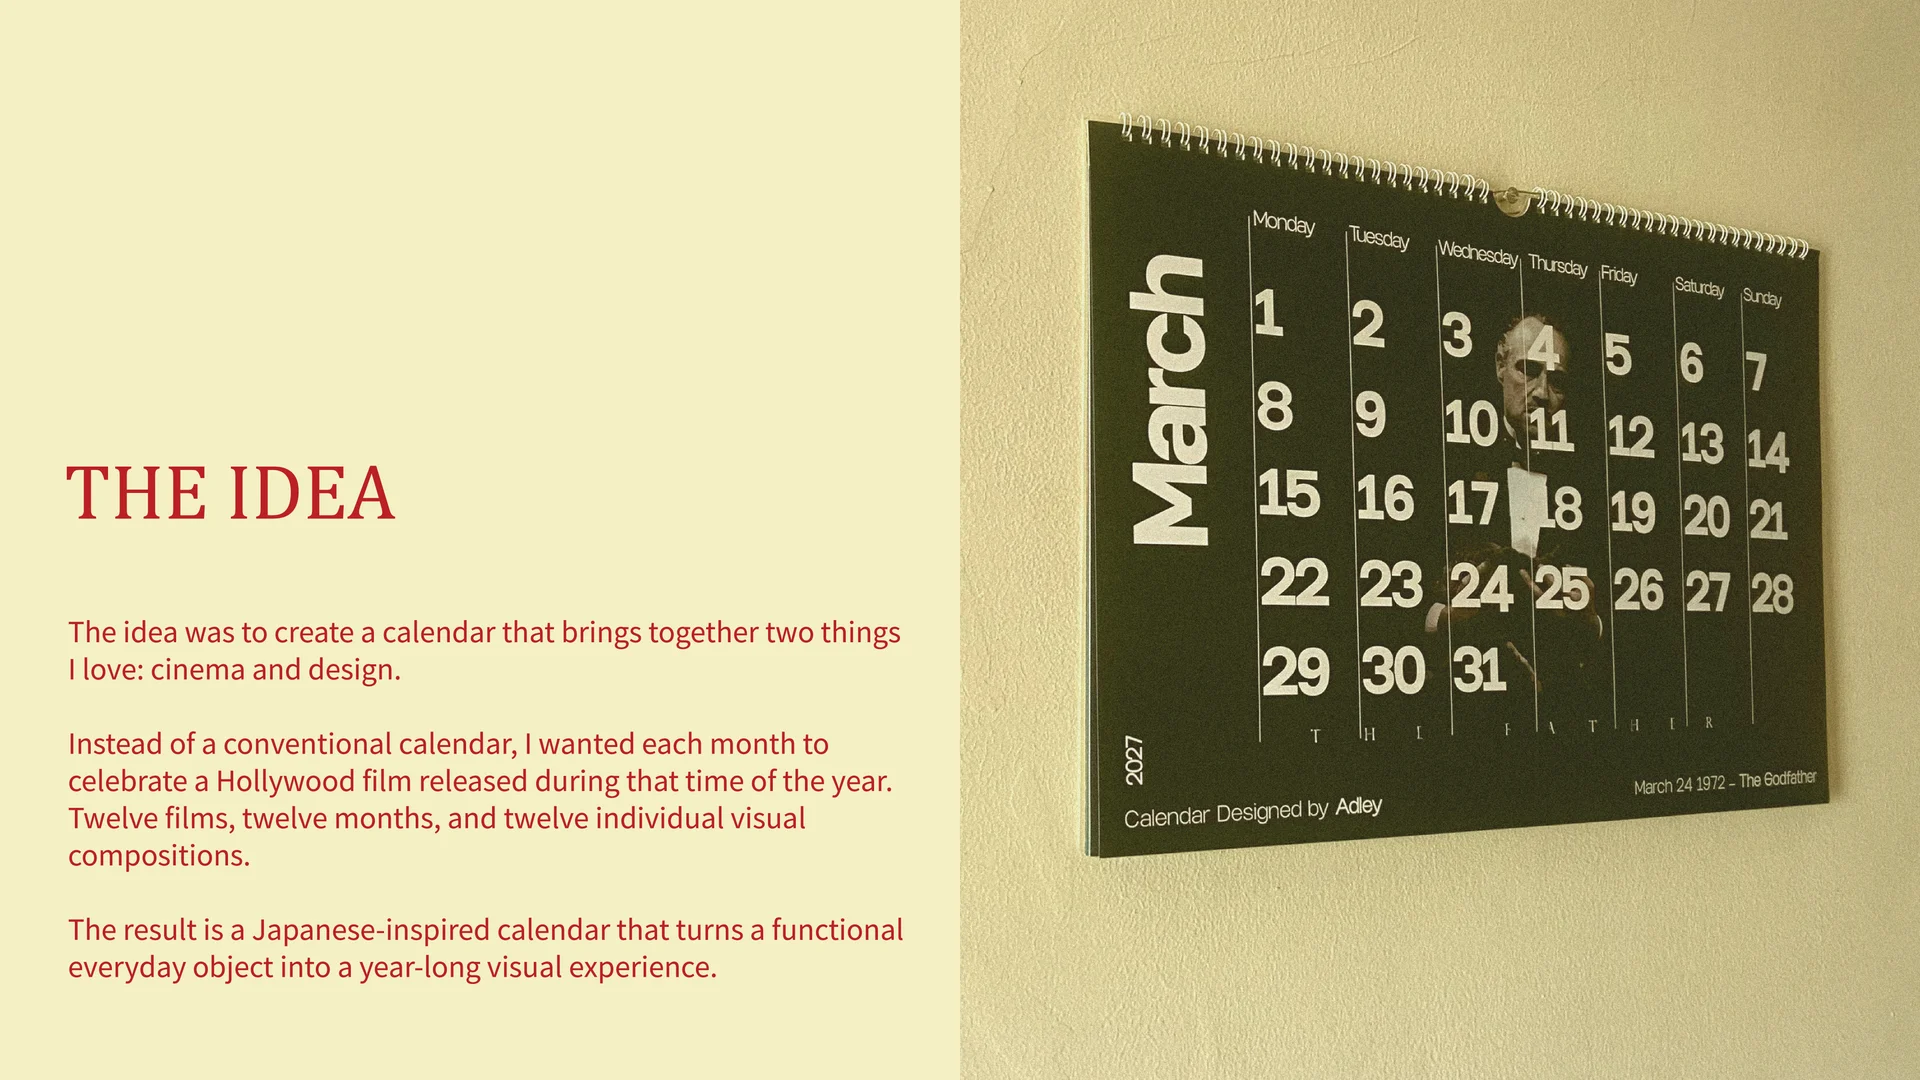 THE IDEA
The idea was to create a calendar that brings together two things
I love: cinema and design.
Instead of a conventional calendar, I wanted each month to
celebrate a Hollywood film released during that time of the year.
Twelve films, twelve months, and twelve individual visual
compositions.
The result is a Japanese-inspired calendar that turns a functional
everyday object into a year-long visual experience.
March
Monday Tuesday Wednesday Thursday Friday Saturday Sunday
1 2 3 4 5 6 7
8 9 10 11 12 13 14
15 16 17 18 19 20 21
22 23 24 25 26 27 28
29 30 31
T H E F A T H E R
2027
March 24 1972 – The Godfather
Calendar Designed by Adley